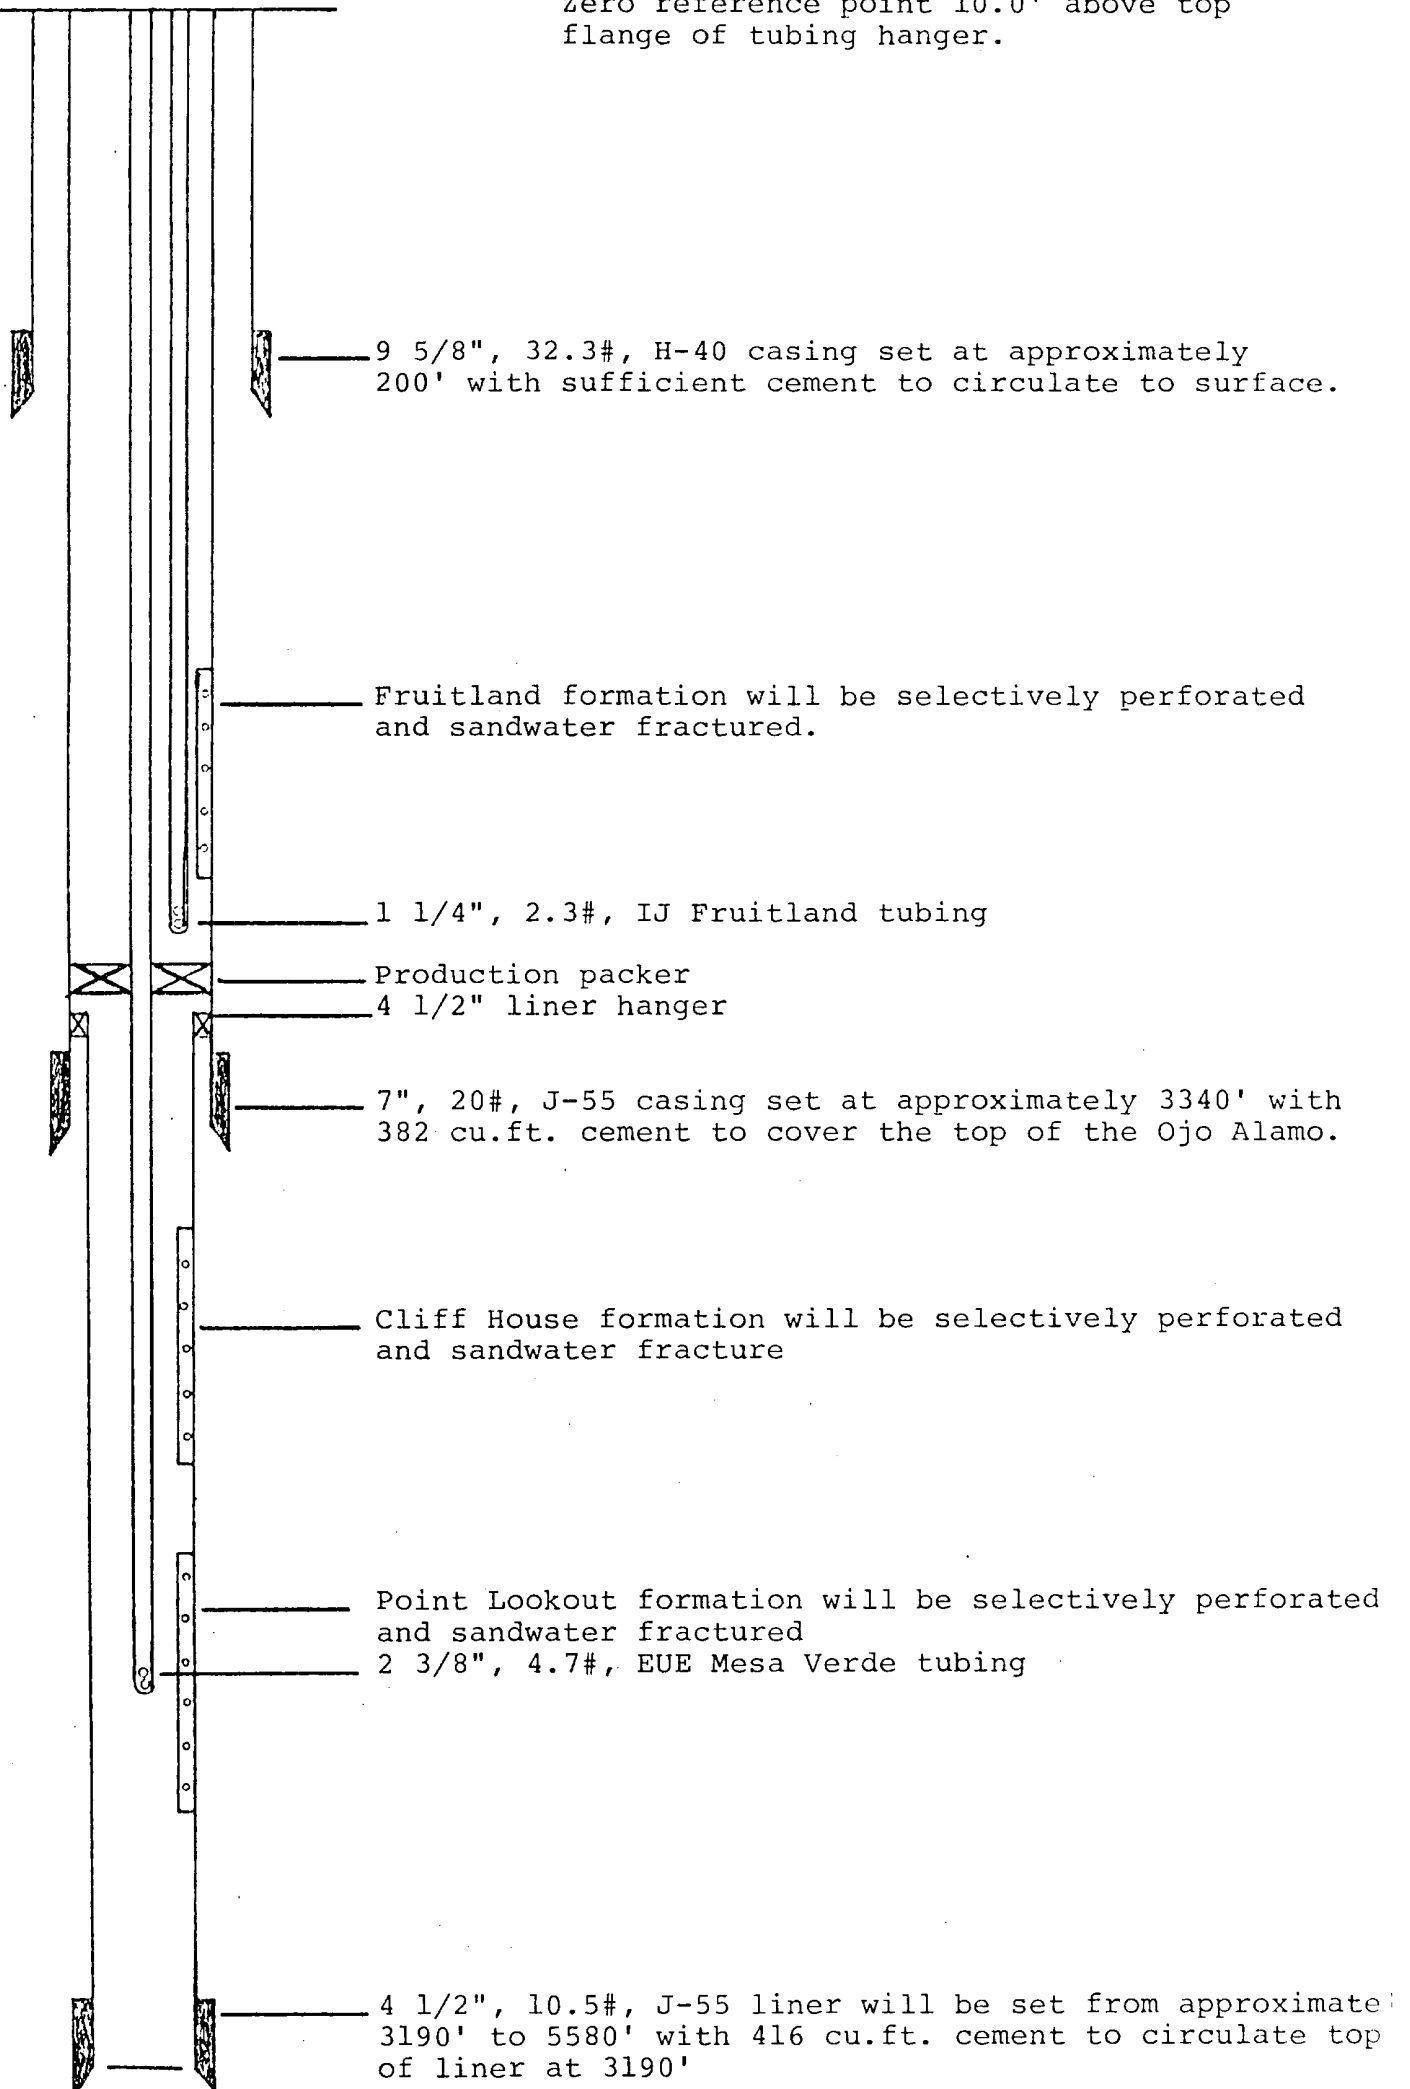 Zero reference point 10.0' above top
flange of tubing hanger.
9 5/8", 32.3#, H-40 casing set at approximately
200' with sufficient cement to circulate to surface.
Fruitland formation will be selectively perforated
and sandwater fractured.
1 1/4", 2.3#, IJ Fruitland tubing
Production packer
4 1/2" liner hanger
7", 20#, J-55 casing set at approximately 3340' with
382 cu.ft. cement to cover the top of the Ojo Alamo.
Cliff House formation will be selectively perforated
and sandwater fracture
Point Lookout formation will be selectively perforated
and sandwater fractured
2 3/8", 4.7#, EUE Mesa Verde tubing
4 1/2", 10.5#, J-55 liner will be set from approximate
3190' to 5580' with 416 cu.ft. cement to circulate top
of liner at 3190'